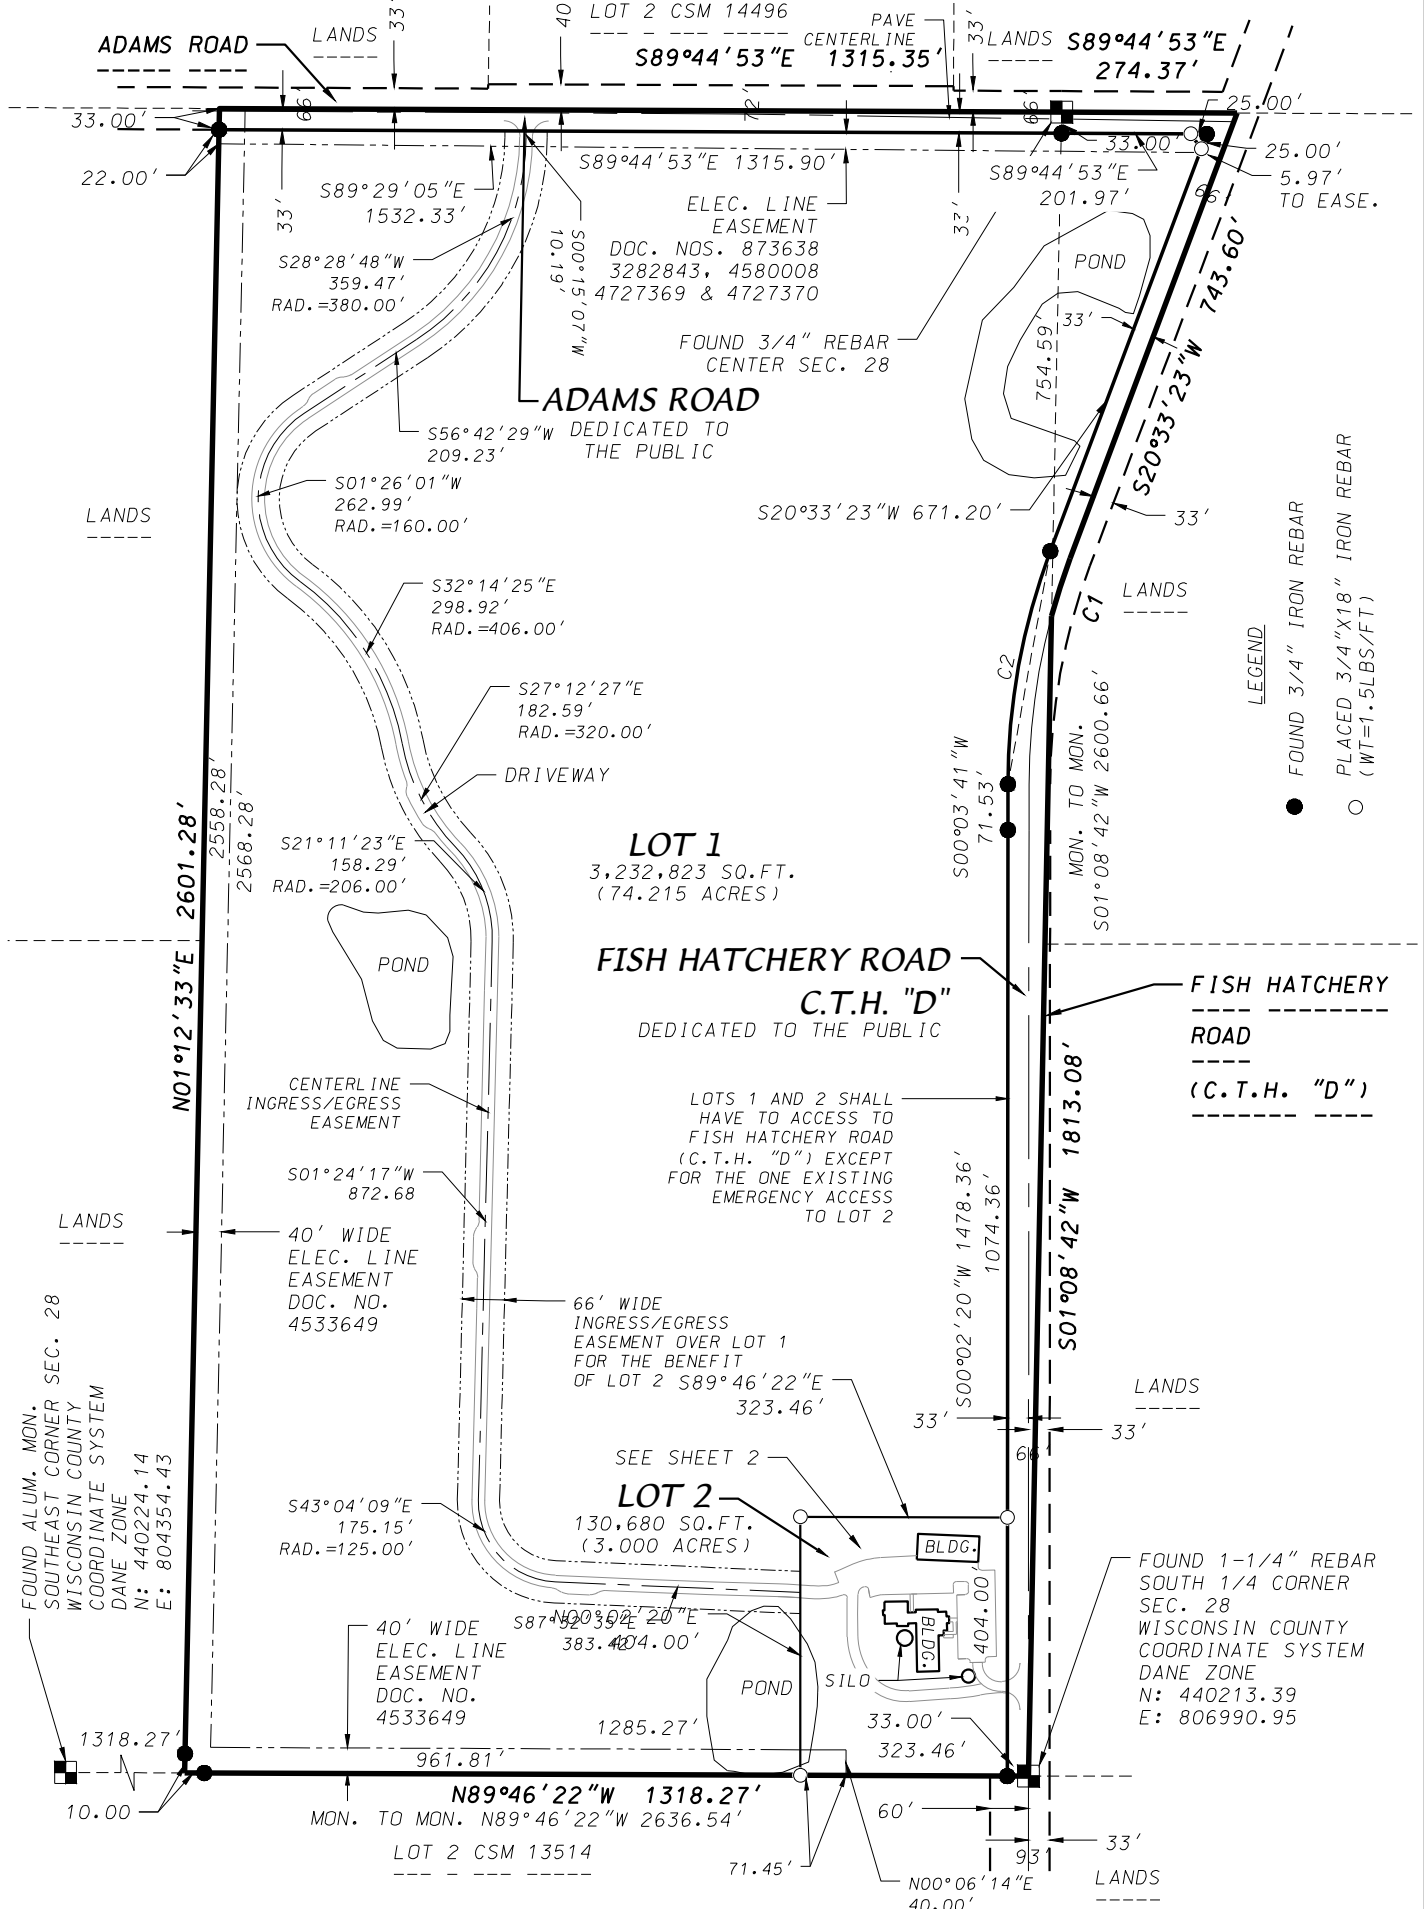 LOT 2 CSM 14496
33'
40
PAVE
CENTERLINE
33'
LANDS
ADAMS ROAD
LANDS
S89°44'53"E 1315.35'
S89°44'53"E
274.37'
66'
72'
66'
25.00'
33.00'
22.00'
33'
S89°29'05"E
1532.33'
S89°44'53"E 1315.90'
33.00'
S89°44'53"E
201.97'
25.00'
5.97'
TO EASE.
66'
33'
ELEC. LINE
EASEMENT
DOC. NOS. 873638
3282843, 4580008
4727369 & 4727370
S28°28'48"W
359.47'
RAD.=380.00'
S00°15'07"W
10.19'
POND
743.60'
S20°33'23"W
33'
754.59'
FOUND 3/4" REBAR
CENTER SEC. 28
ADAMS ROAD
DEDICATED TO
THE PUBLIC
S56°42'29"W
209.23'
S01°26'01"W
262.99'
RAD.=160.00'
S20°33'23"W 671.20'
33'
LANDS
S32°14'25"E
298.92'
RAD.=406.00'
LANDS
C1
C2
LEGEND
FOUND 3/4" IRON REBAR
PLACED 3/4"X18" IRON REBAR
(WT=1.5LBS/FT)
S27°12'27"E
182.59'
RAD.=320.00'
DRIVEWAY
S00°03'41"W
71.53'
MON. TO MON.
S01°08'42"W 2600.66'
2558.28'
2568.28'
N01°12'33"E 2601.28'
S21°11'23"E
158.29'
RAD.=206.00'
LOT 1
3,232,823 SQ.FT.
(74.215 ACRES)
POND
FISH HATCHERY ROAD
C.T.H. "D"
DEDICATED TO THE PUBLIC
FISH HATCHERY
ROAD
(C.T.H. "D")
CENTERLINE
INGRESS/EGRESS
EASEMENT
LOTS 1 AND 2 SHALL
HAVE TO ACCESS TO
FISH HATCHERY ROAD
(C.T.H. "D") EXCEPT
FOR THE ONE EXISTING
EMERGENCY ACCESS
TO LOT 2
S00°02'20"W 1478.36'
1074.36'
S01°08'42"W 1813.08'
S01°24'17"W
872.68
LANDS
40' WIDE
ELEC. LINE
EASEMENT
DOC. NO.
4533649
66' WIDE
INGRESS/EGRESS
EASEMENT OVER LOT 1
FOR THE BENEFIT
OF LOT 2
S89°46'22"E
323.46'
LANDS
33'
33'
66'
FOUND ALUM. MON.
SOUTHEAST CORNER SEC. 28
WISCONSIN COUNTY
COORDINATE SYSTEM
DANE ZONE
N: 440224.14
E: 804354.43
SEE SHEET 2
LOT 2
130,680 SQ.FT.
(3.000 ACRES)
S43°04'09"E
175.15'
RAD.=125.00'
BLDG.
BLDG.
404.00'
FOUND 1-1/4" REBAR
SOUTH 1/4 CORNER
SEC. 28
WISCONSIN COUNTY
COORDINATE SYSTEM
DANE ZONE
N: 440213.39
E: 806990.95
N00°02'20"E
404.00'
40' WIDE
ELEC. LINE
EASEMENT
DOC. NO.
4533649
POND
SILO
33.00'
323.46'
1285.27'
1318.27'
961.81'
10.00
N89°46'22"W 1318.27'
MON. TO MON. N89°46'22"W 2636.54'
LOT 2 CSM 13514
60'
33'
93'
71.45'
N00°06'14"E
40.00'
LANDS